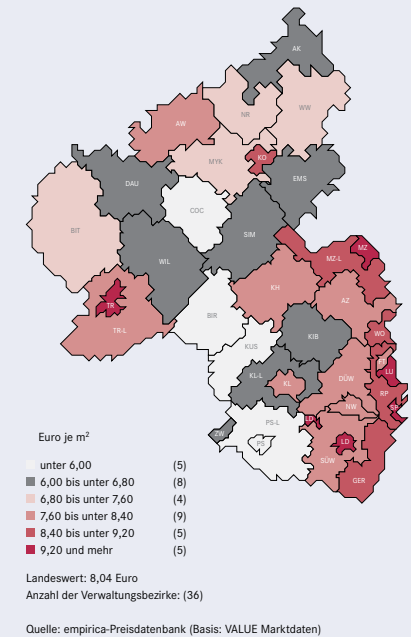 AK
WW
NR
AW
MYK
KO
EMS
DAU
COC
BIT
SIM
WIL
MZ
MZ-L
KH
AZ
TR
BIR
WO
TR-L
KIB
KUS
FT
LU
DÜW
KL-L
KL
RP
NW
SP
PS-L
LD
ZW
PS
LD
SÜW
GER
Euro je m²
unter 6,00 (5)
6,00 bis unter 6,80 (8)
6,80 bis unter 7,60 (4)
7,60 bis unter 8,40 (9)
8,40 bis unter 9,20 (5)
9,20 und mehr (5)
Landeswert: 8,04 Euro
Anzahl der Verwaltungsbezirke: (36)
Quelle: empirica-Preisdatenbank (Basis: VALUE Marktdaten)